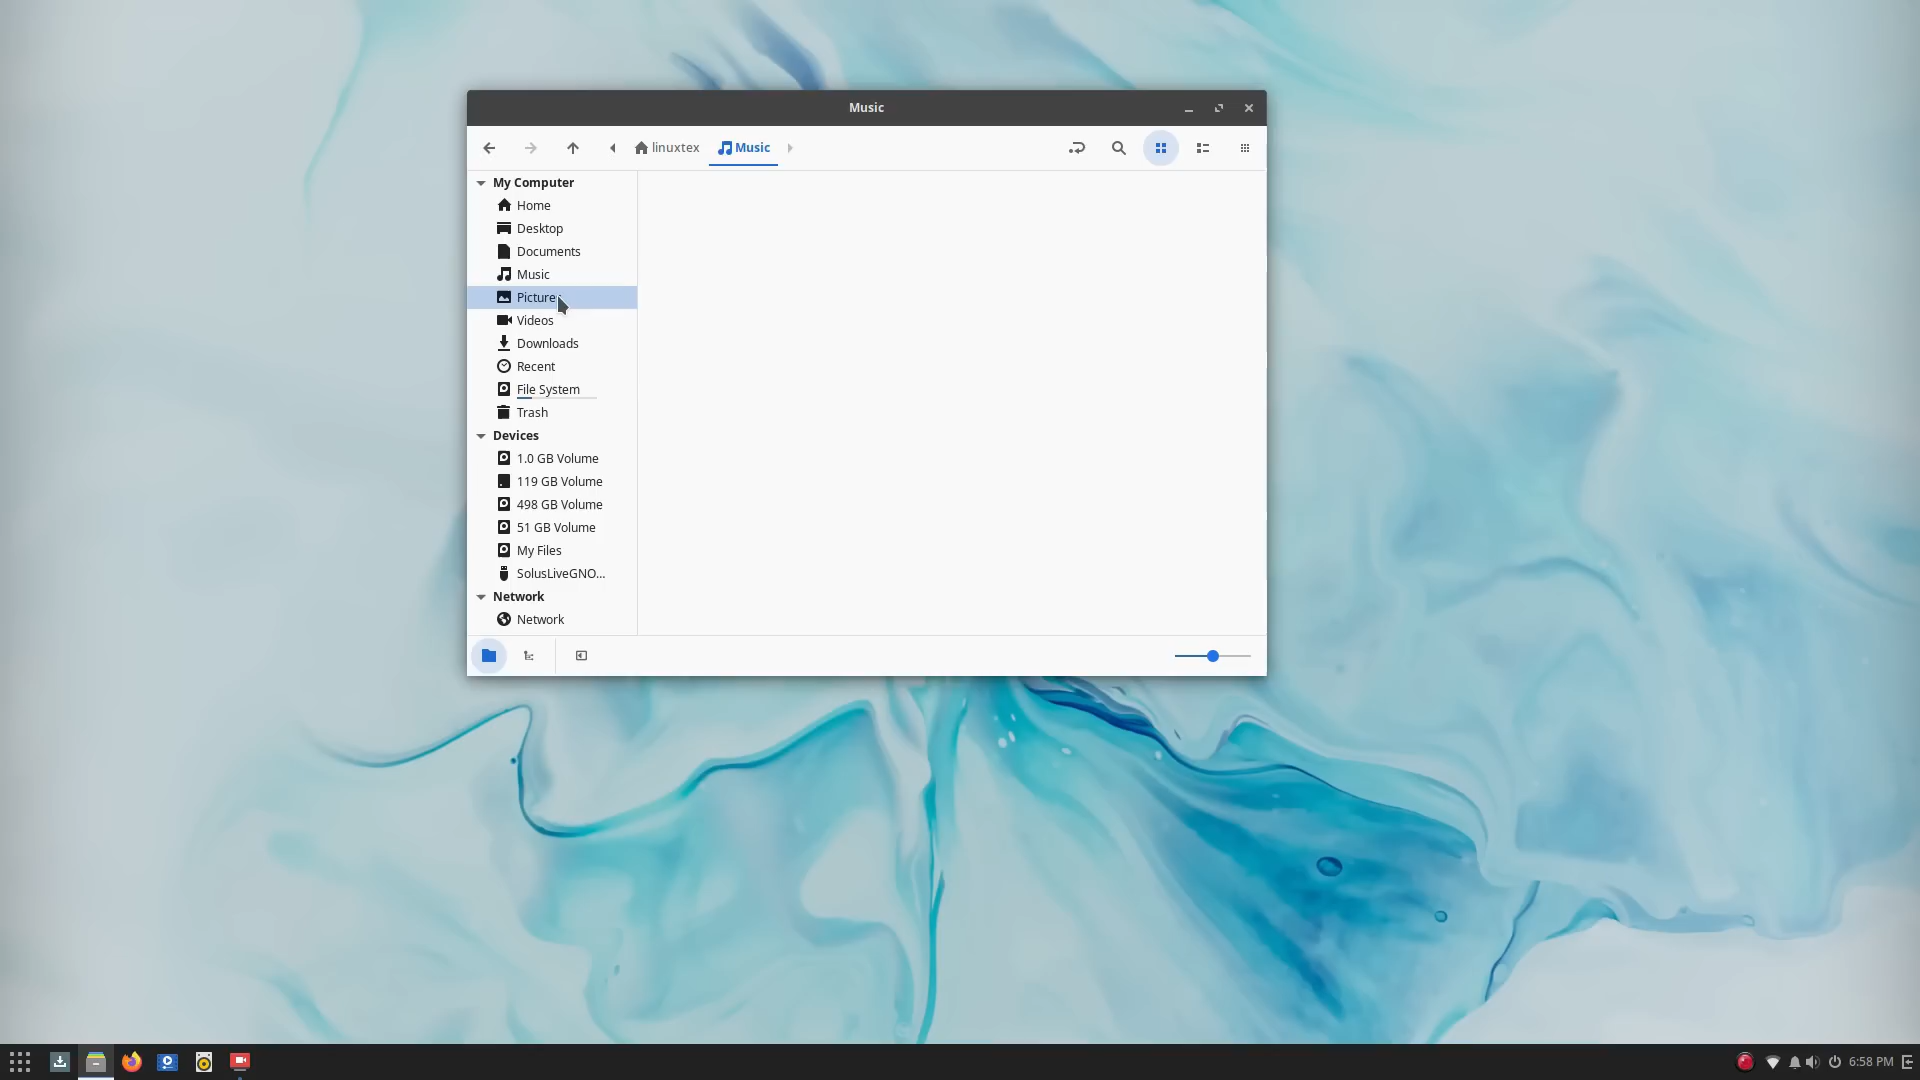 Music
linuxtex
Music
My Computer
Home
Desktop
Documents
Music
Picture
Videos
Downloads
Recent
File System
Trash
Devices
1.0 GB Volume
119 GB Volume
498 GB Volume
51 GB Volume
My Files
SolusLiveGNO...
Network
Network
6:58 PM